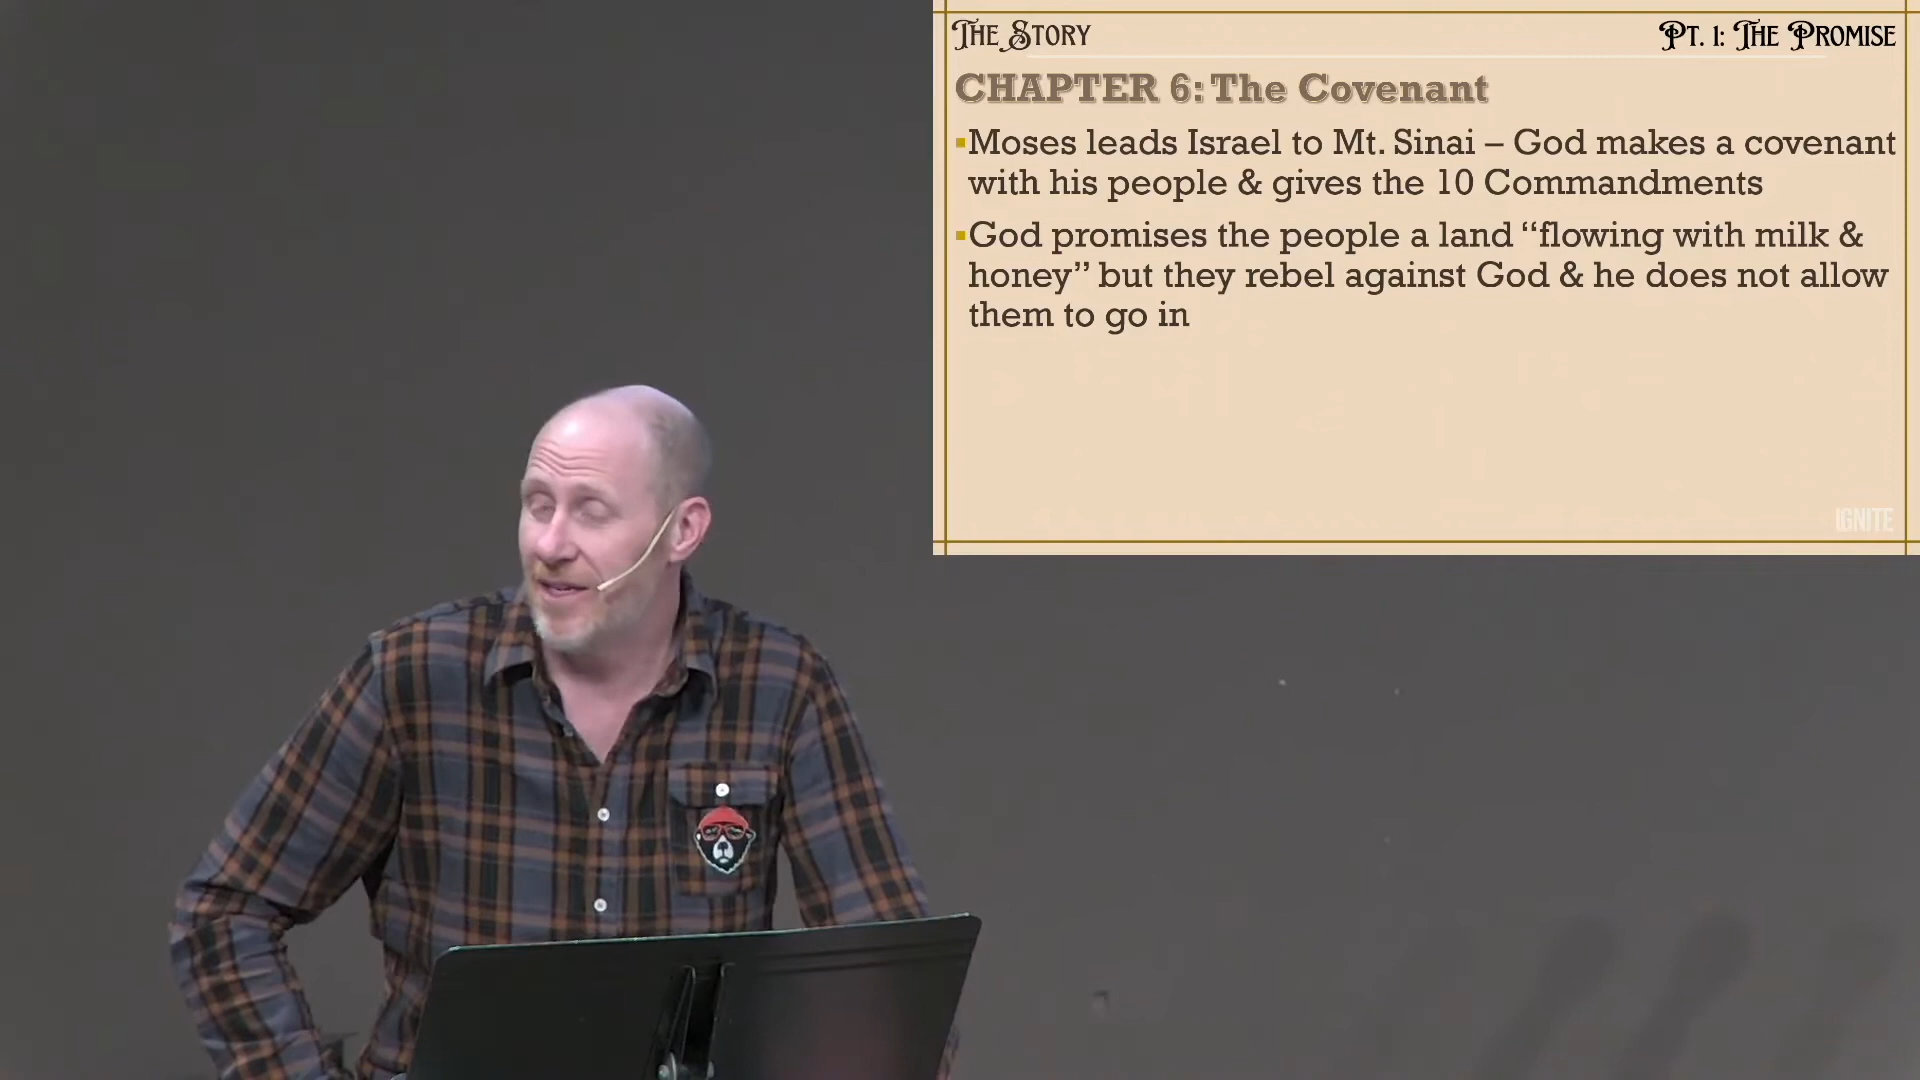 The Story
Pt. 1: The Promise
CHAPTER 6: The Covenant
▪Moses leads Israel to Mt. Sinai – God makes a covenant
with his people & gives the 10 Commandments
▪God promises the people a land “flowing with milk &
honey” but they rebel against God & he does not allow
them to go in
IGNITE